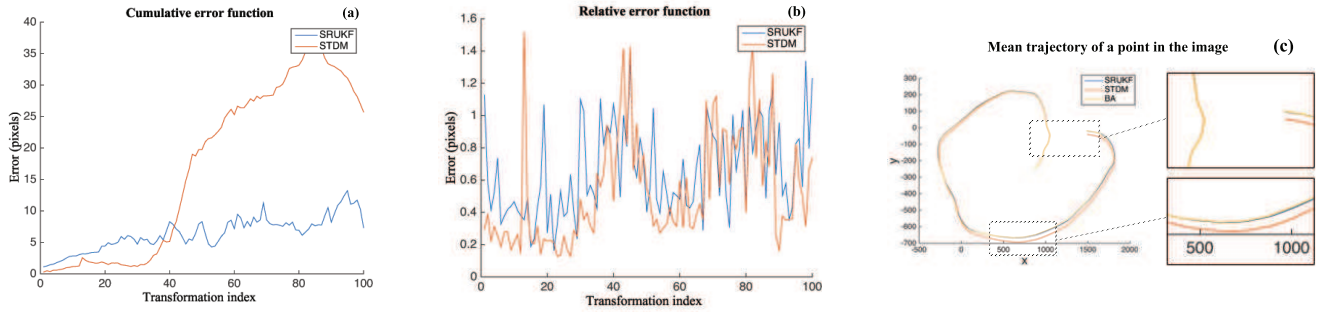 Cumulative error function
(a)
SRUKF
STDM
Error (pixels)
40
35
30
25
20
15
10
5
0
0 20 40 60 80 100
Transformation index
Relative error function
(b)
SRUKF
STDM
Error (pixels)
1.6
1.4
1.2
1
0.8
0.6
0.4
0.2
0
0 20 40 60 80 100
Transformation index
Mean trajectory of a point in the image
(c)
SRUKF
STDM
BA
y
300
200
100
0
-100
-200
-300
-400
-500
-600
-700
-500 0 500 1000 1500 2000
x
500 1000